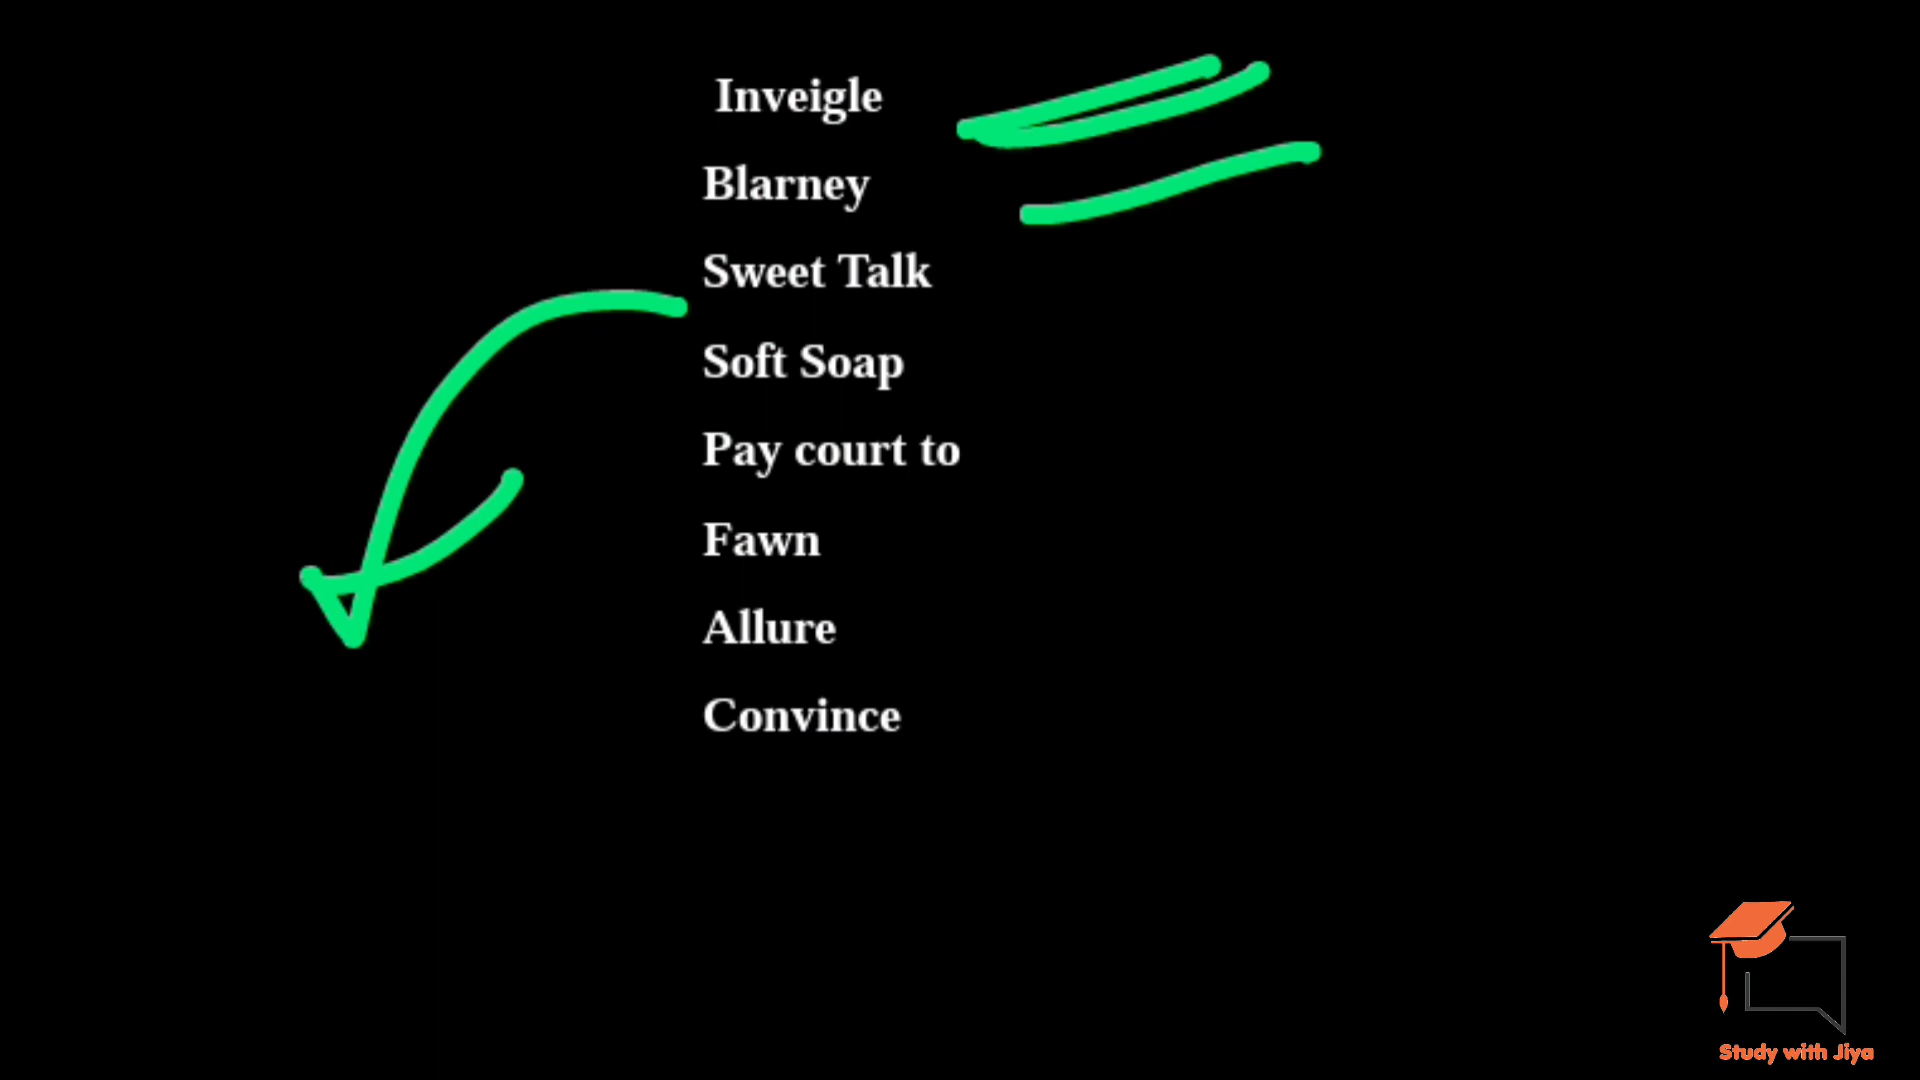 Inveigle
Blarney
Sweet Talk
Soft Soap
Pay court to
Fawn
Allure
Convince
Study with Jiya